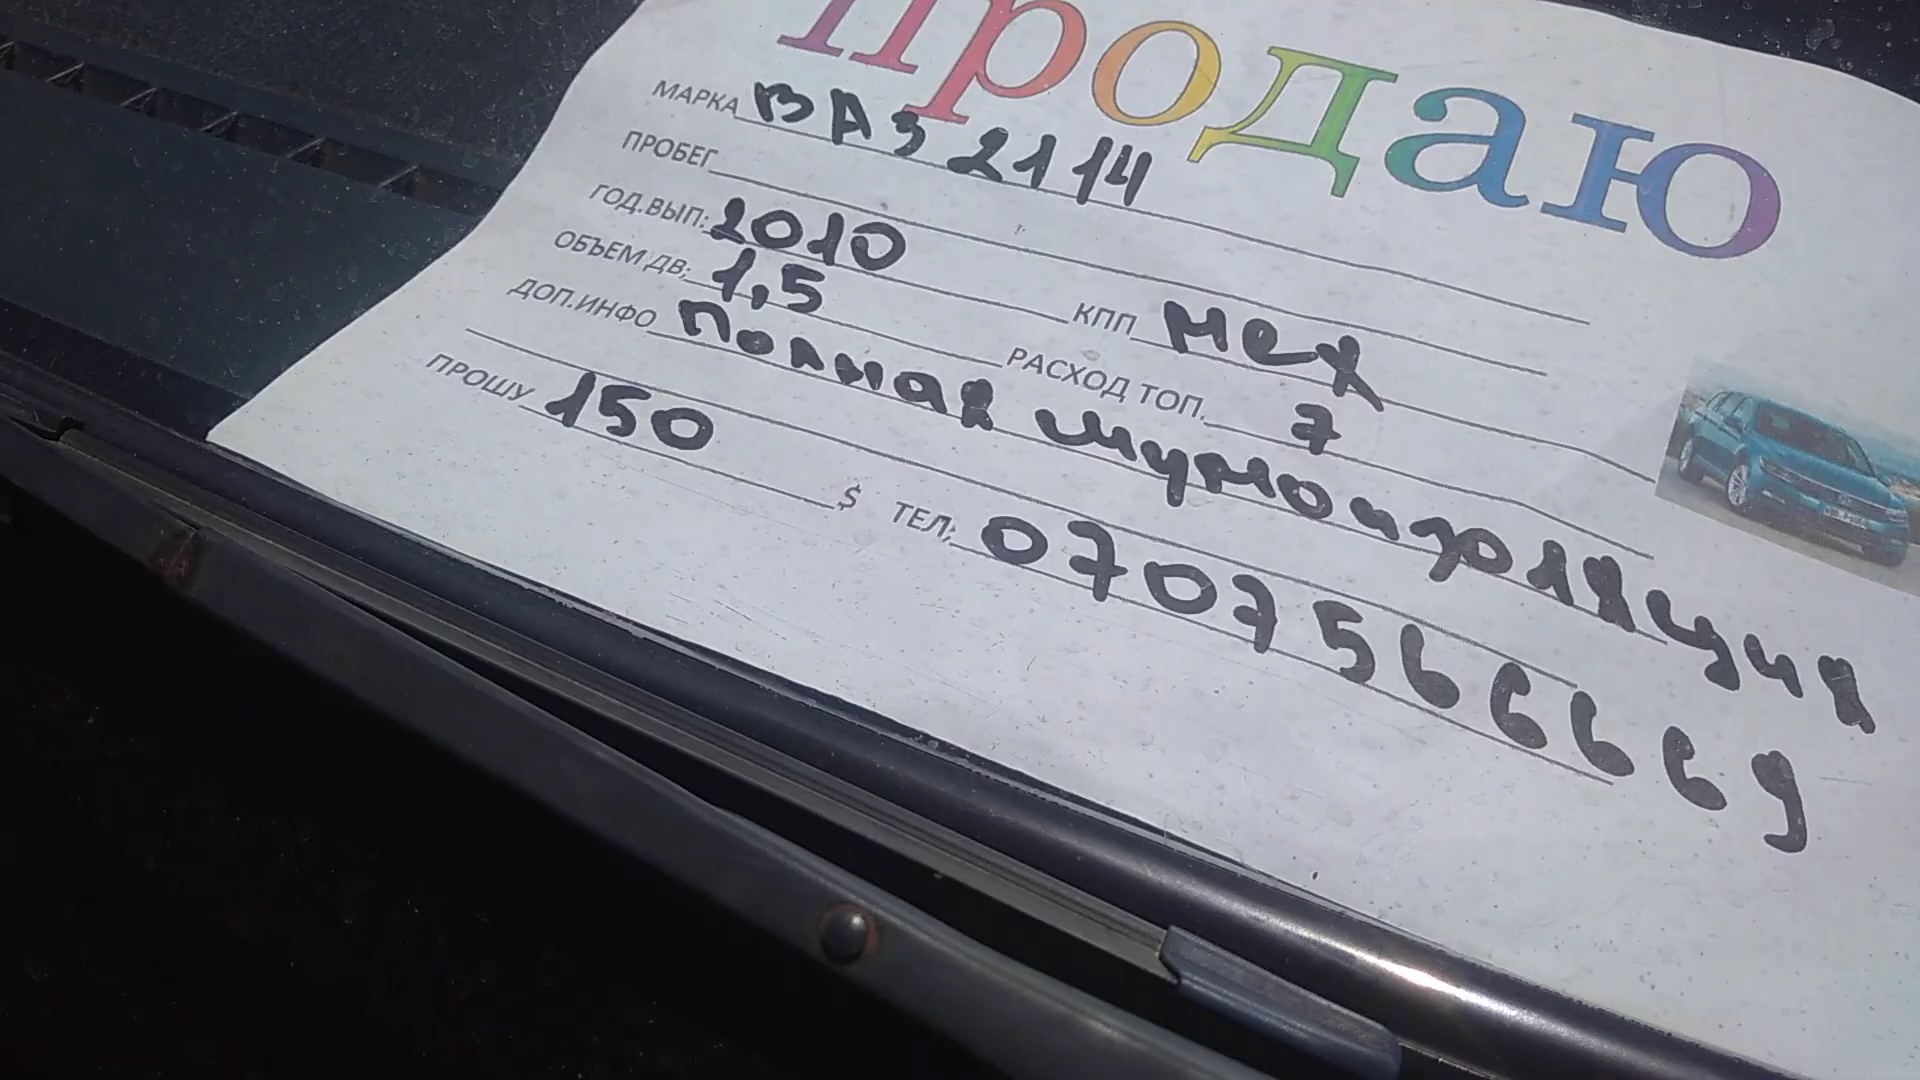 продаю
МАРКА ВАЗ 2114
ПРОБЕГ
ГОД.ВЫП: 2010 КПП мех
ОБЪЕМ ДВ; 1,5 РАСХОД ТОП. 7
ДОП.ИНФО Полная шумоизоляция
ПРОШУ 150 $ ТЕЛ; 0707566669